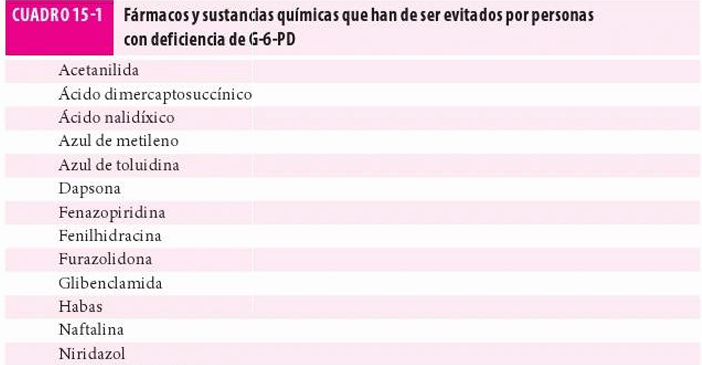 CUADRO 15-1
Fármacos y sustancias químicas que han de ser evitados por personas
con deficiencia de G-6-PD
Acetanilida
Ácido dimercaptosuccínico
Ácido nalidíxico
Azul de metileno
Azul de toluidina
Dapsona
Fenazopiridina
Fenilhidracina
Furazolidona
Glibenclamida
Habas
Naftalina
Niridazol